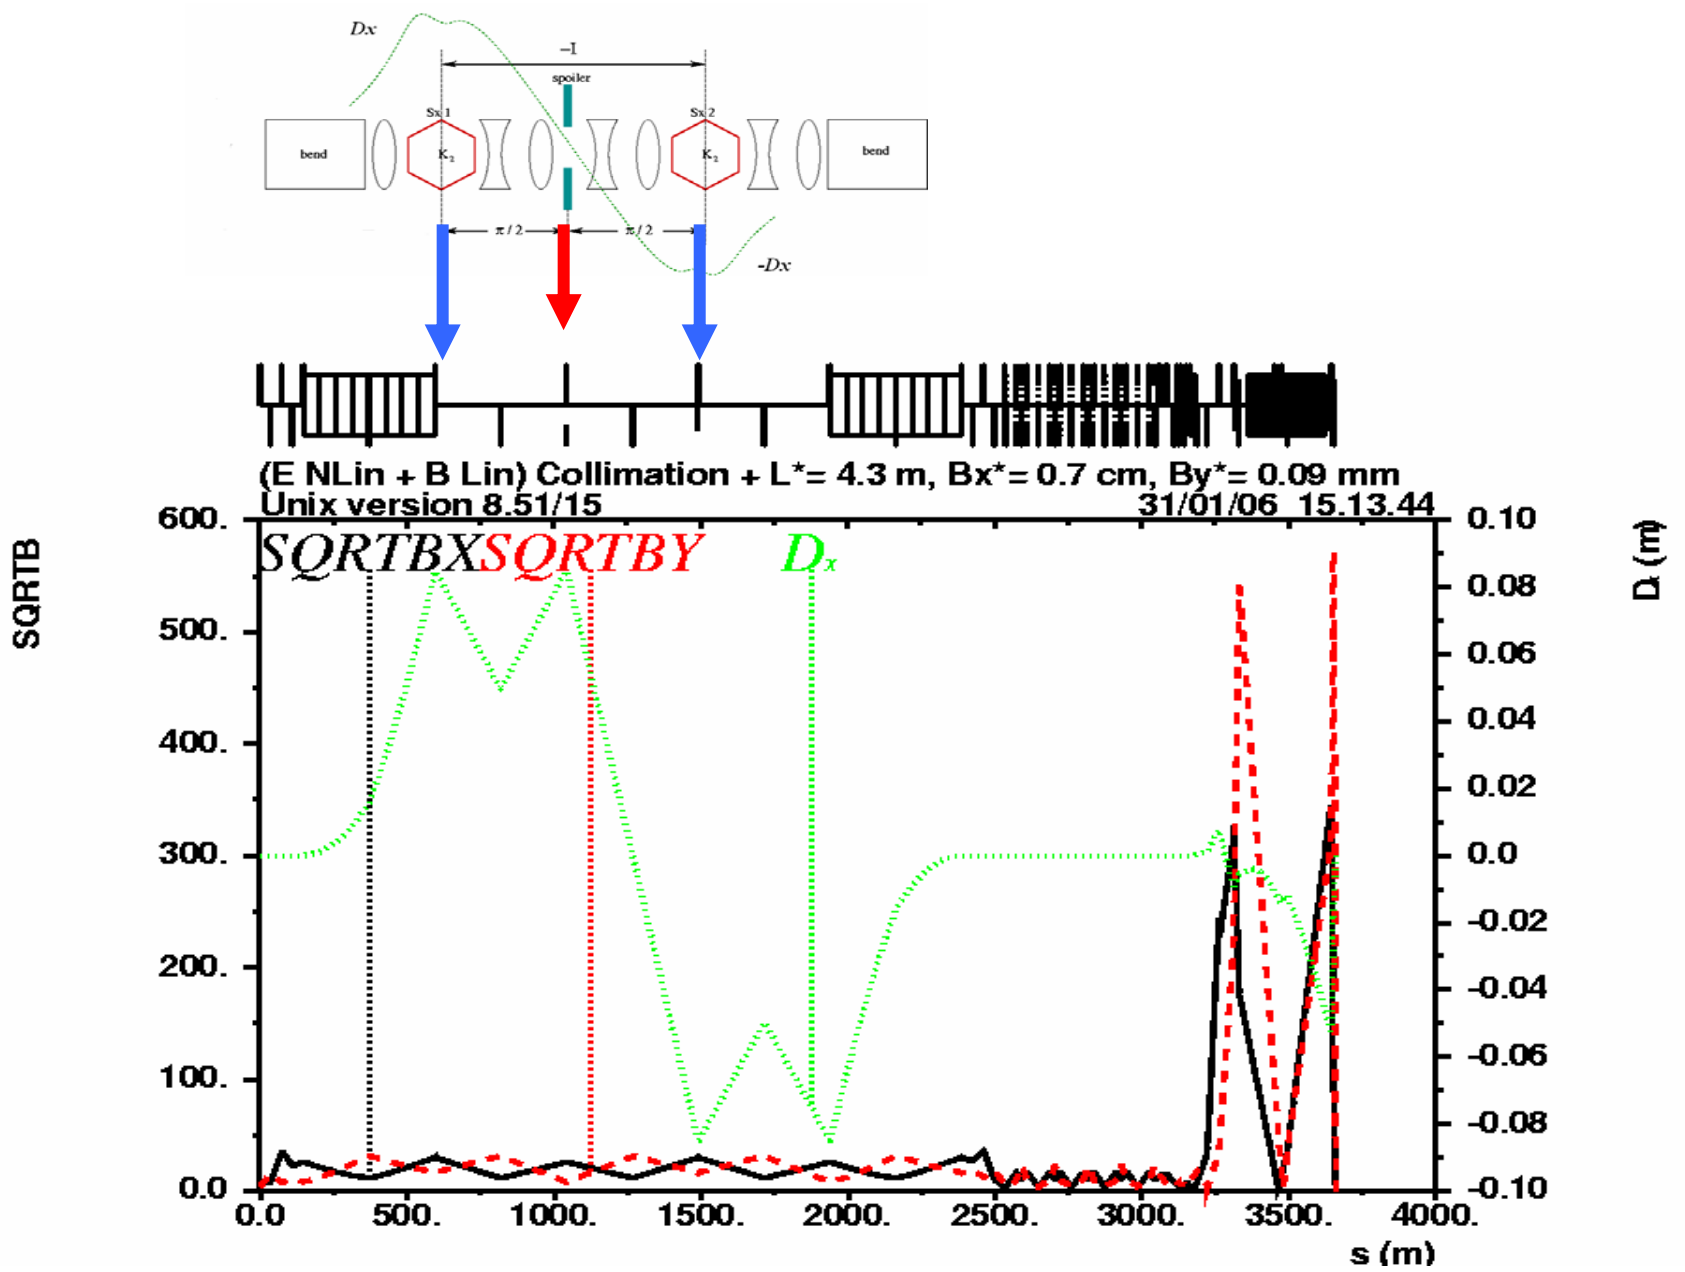 Dx
−I
spoiler
Sx 1
Sx 2
bend
K2
K2
bend
π / 2
π / 2
-Dx
(E NLin + B Lin) Collimation + L*= 4.3 m, Bx*= 0.7 cm, By*= 0.09 mm
Unix version 8.51/15
31/01/06 15.13.44
SQRTB
D (m)
SQRTBX
SQRTBY
Dx
600.
500.
400.
300.
200.
100.
0.0
0.10
0.08
0.06
0.04
0.02
0.0
-0.02
-0.04
-0.06
-0.08
-0.10
0.0 500. 1000. 1500. 2000. 2500. 3000. 3500. 4000.
s (m)